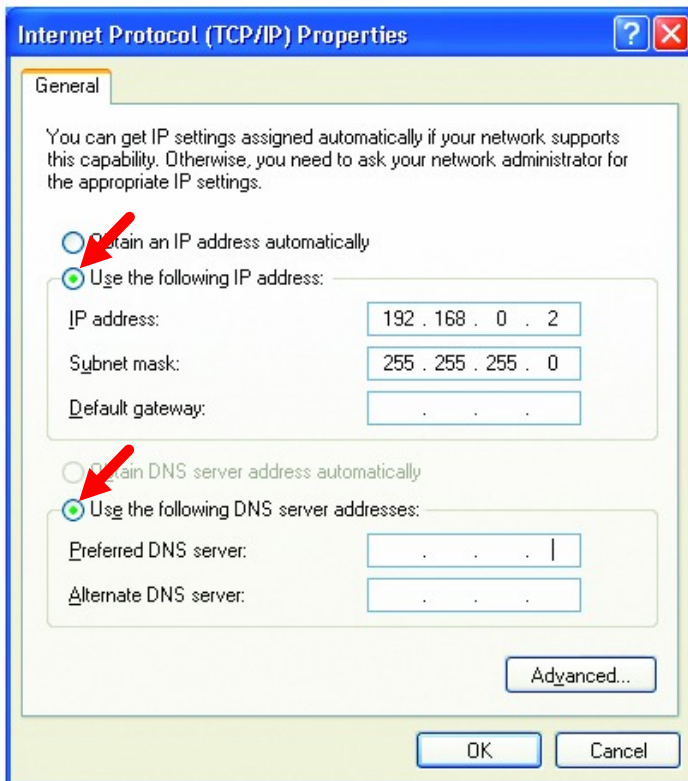 Internet Protocol (TCP/IP) Properties
General
You can get IP settings assigned automatically if your network supports
this capability. Otherwise, you need to ask your network administrator for
the appropriate IP settings.
Obtain an IP address automatically
Use the following IP address:
IP address: 192 . 168 . 0 . 2
Subnet mask: 255 . 255 . 255 . 0
Default gateway: . . .
Obtain DNS server address automatically
Use the following DNS server addresses:
Preferred DNS server: . . .
Alternate DNS server: . . .
Advanced...
OK Cancel